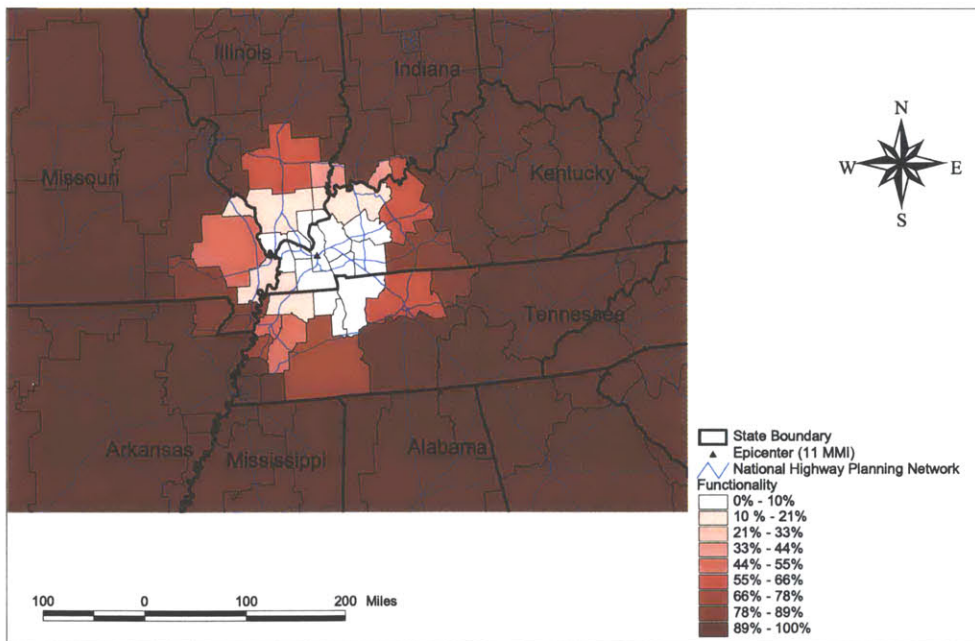 Illinois
Indiana
Missouri
Kentucky
Tennessee
Arkansas
Mississippi
Alabama
N
W
E
S
State Boundary
Epicenter (11 MMI)
National Highway Planning Network
Functionality
0% - 10%
10 % - 21%
21% - 33%
33% - 44%
44% - 55%
55% - 66%
66% - 78%
78% - 89%
89% - 100%
100 0 100 200 Miles